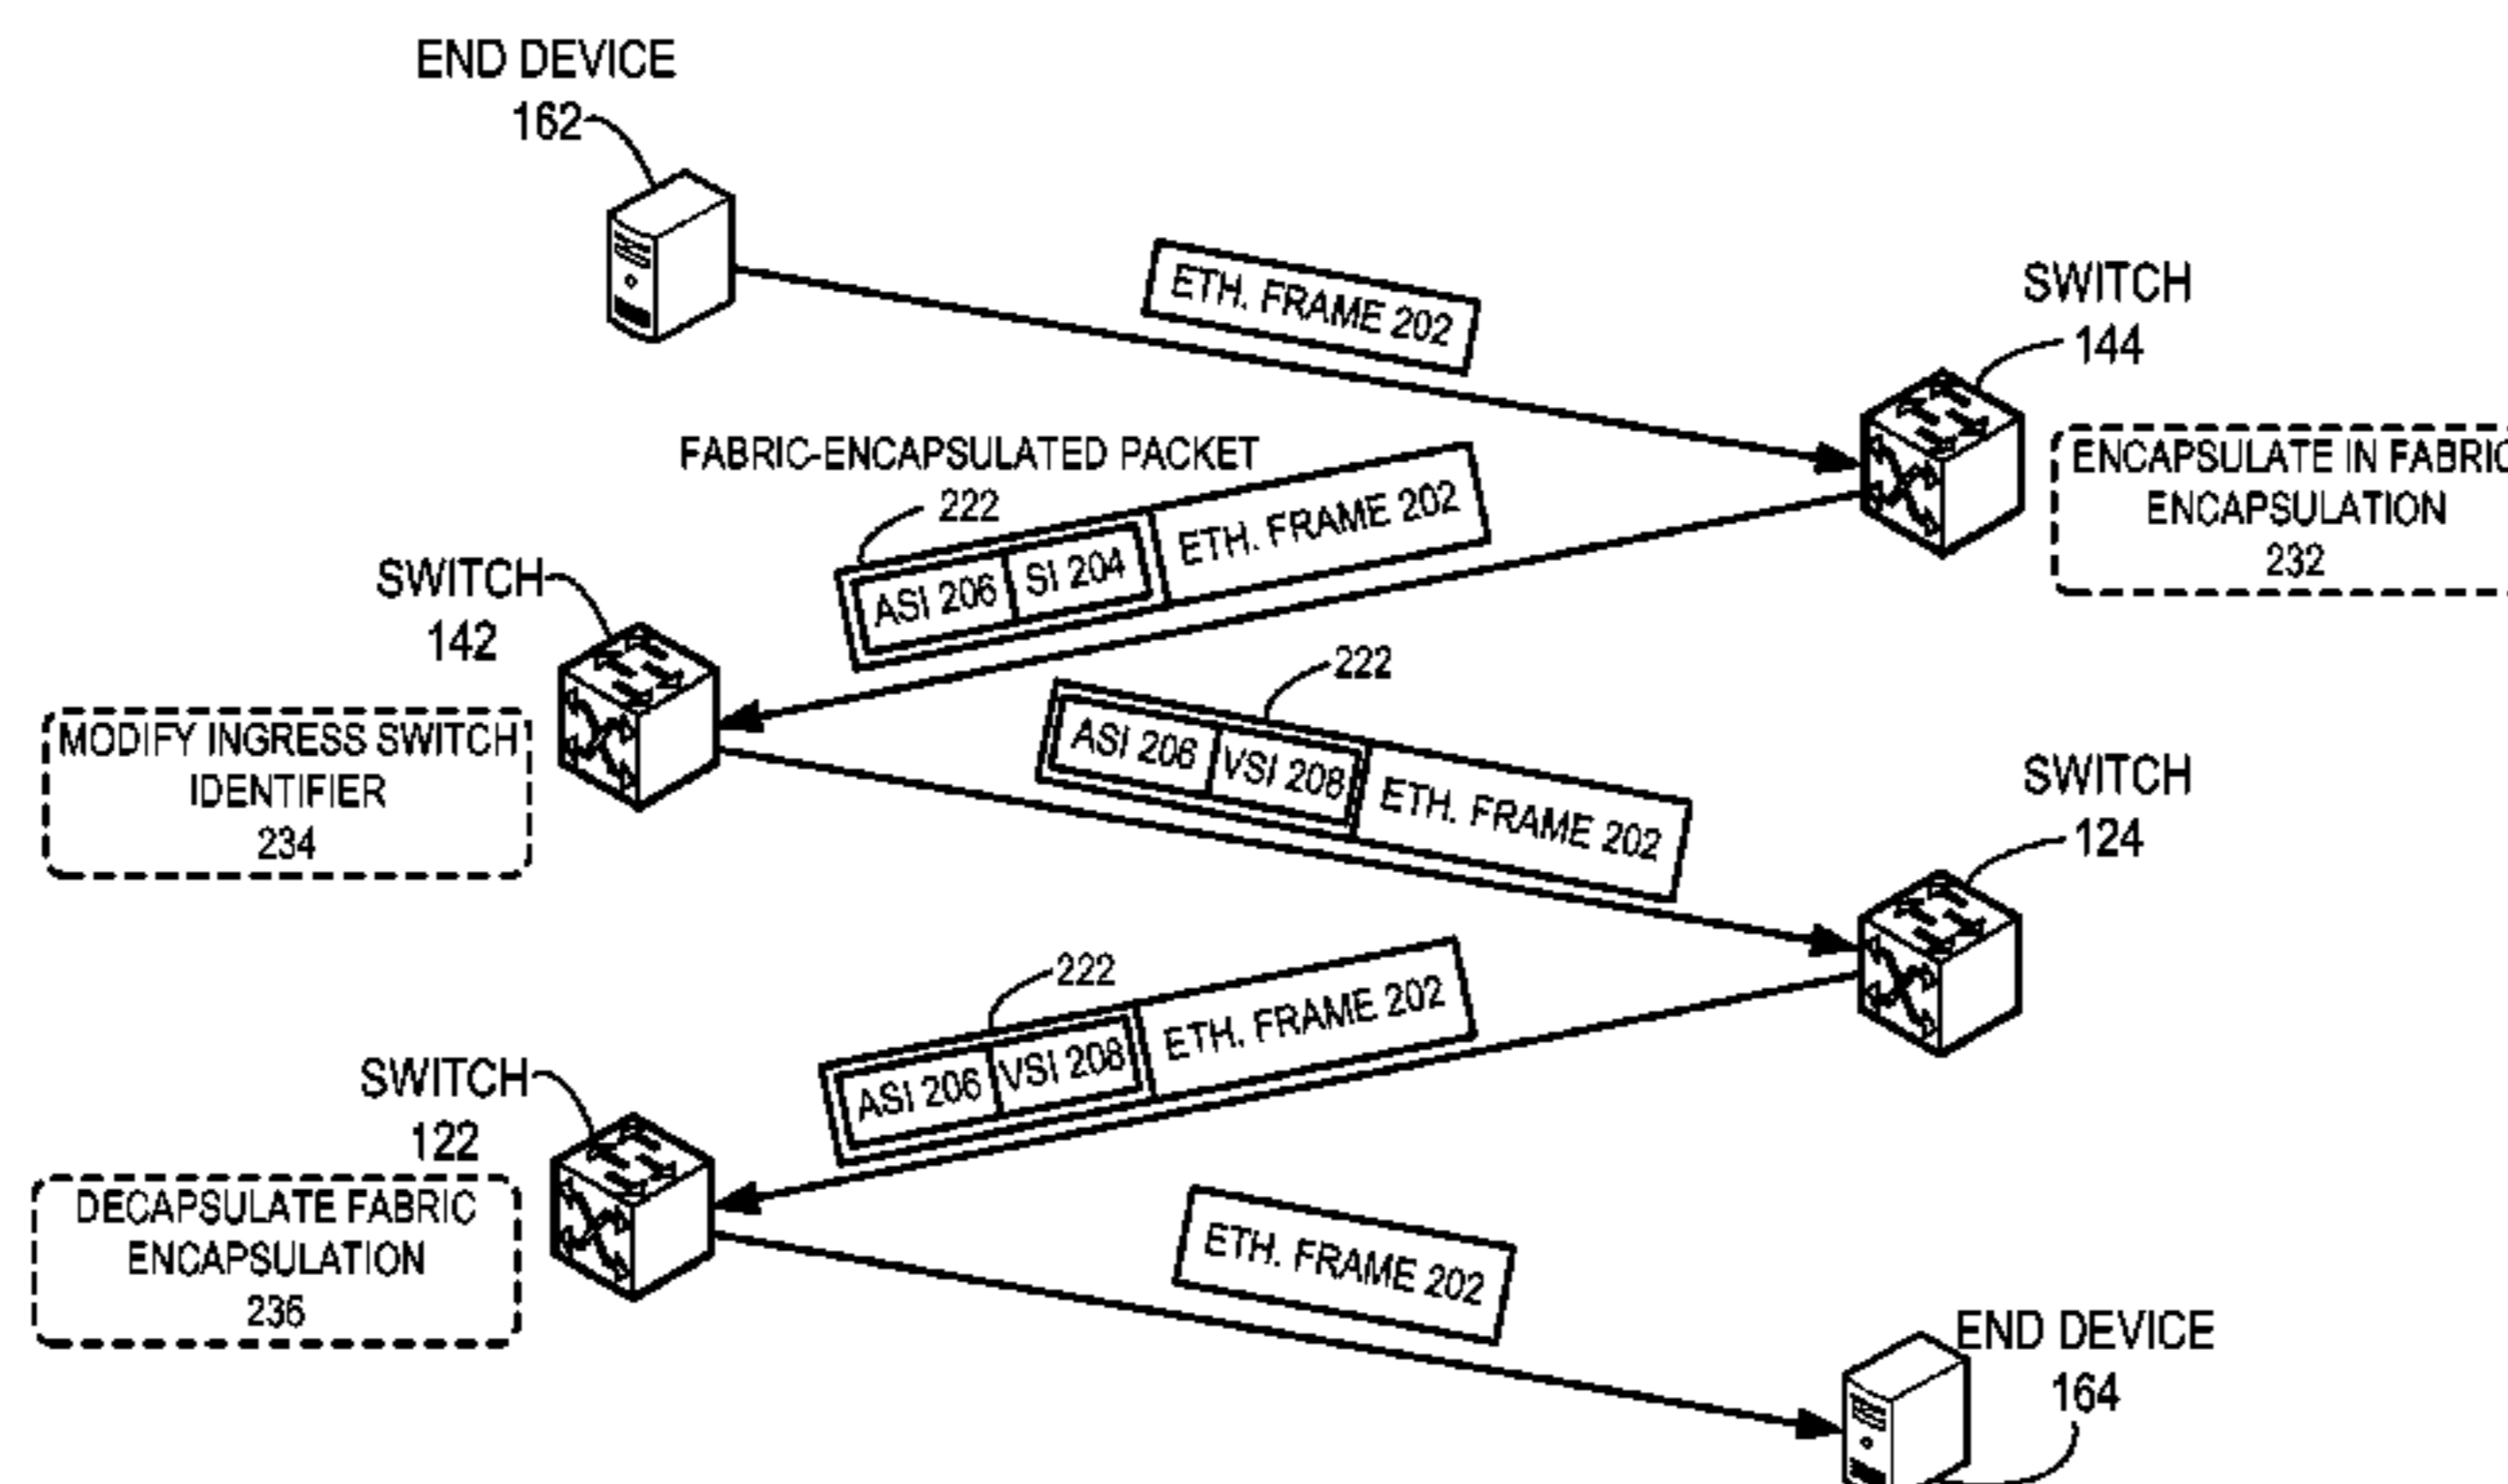 END DEVICE
162
ETH. FRAME 202
SWITCH
144
FABRIC-ENCAPSULATED PACKET
222
ASI 206 SI 204 ETH. FRAME 202
ENCAPSULATE IN FABRIC
ENCAPSULATION
232
SWITCH
142
222
MODIFY INGRESS SWITCH
IDENTIFIER
234
ASI 206 VSI 208 ETH. FRAME 202
SWITCH
124
222
ASI 206 VSI 208 ETH. FRAME 202
SWITCH
122
DECAPSULATE FABRIC
ENCAPSULATION
236
ETH. FRAME 202
END DEVICE
164